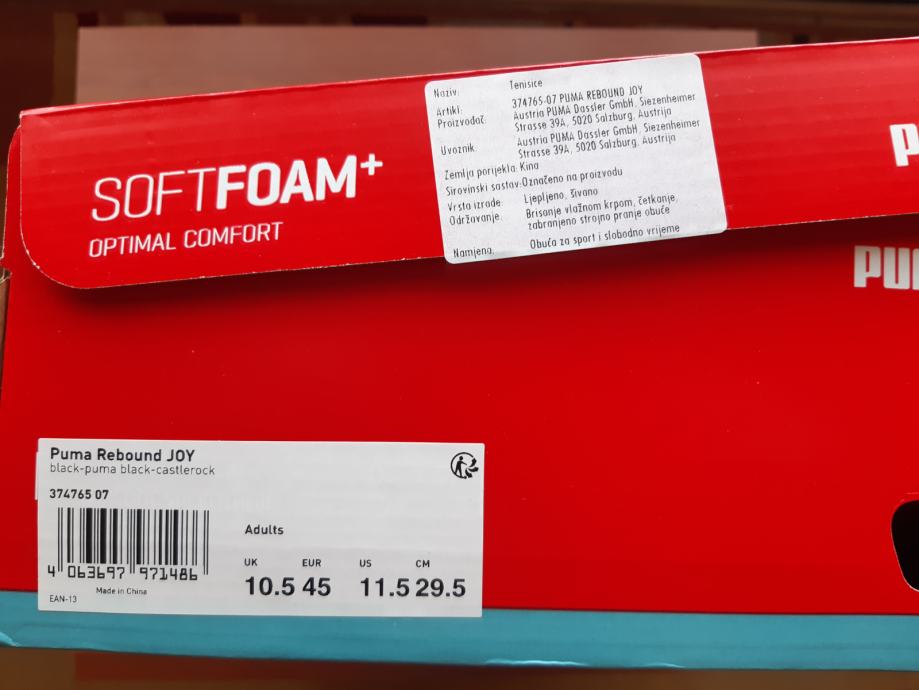 SOFTFOAM+
OPTIMAL COMFORT
Naziv: Tenisice
Artikl: 374765-07 PUMA REBOUND JOY
Proizvođač: Austria PUMA Dassler GmbH, Siezenheimer
Strasse 39A, 5020 Salzburg, Austrija
Uvoznik: Austria PUMA Dassler GmbH, Siezenheimer
Strasse 39A, 5020 Salzburg, Austrija
Zemlja porijekla: Kina
Sirovinski sastav: Označeno na proizvodu
Vrsta izrade: Ljepljeno, šivano
Održavanje: Brisanje vlažnom krpom, četkanje,
zabranjeno strojno pranje obuće
Namjena: Obuća za sport i slobodno vrijeme
P
PU
Puma Rebound JOY
black-puma black-castlerock
374765 07
4 063697 971486
EAN-13
Made in China
Adults
UK EUR US CM
10.5 45 11.5 29.5